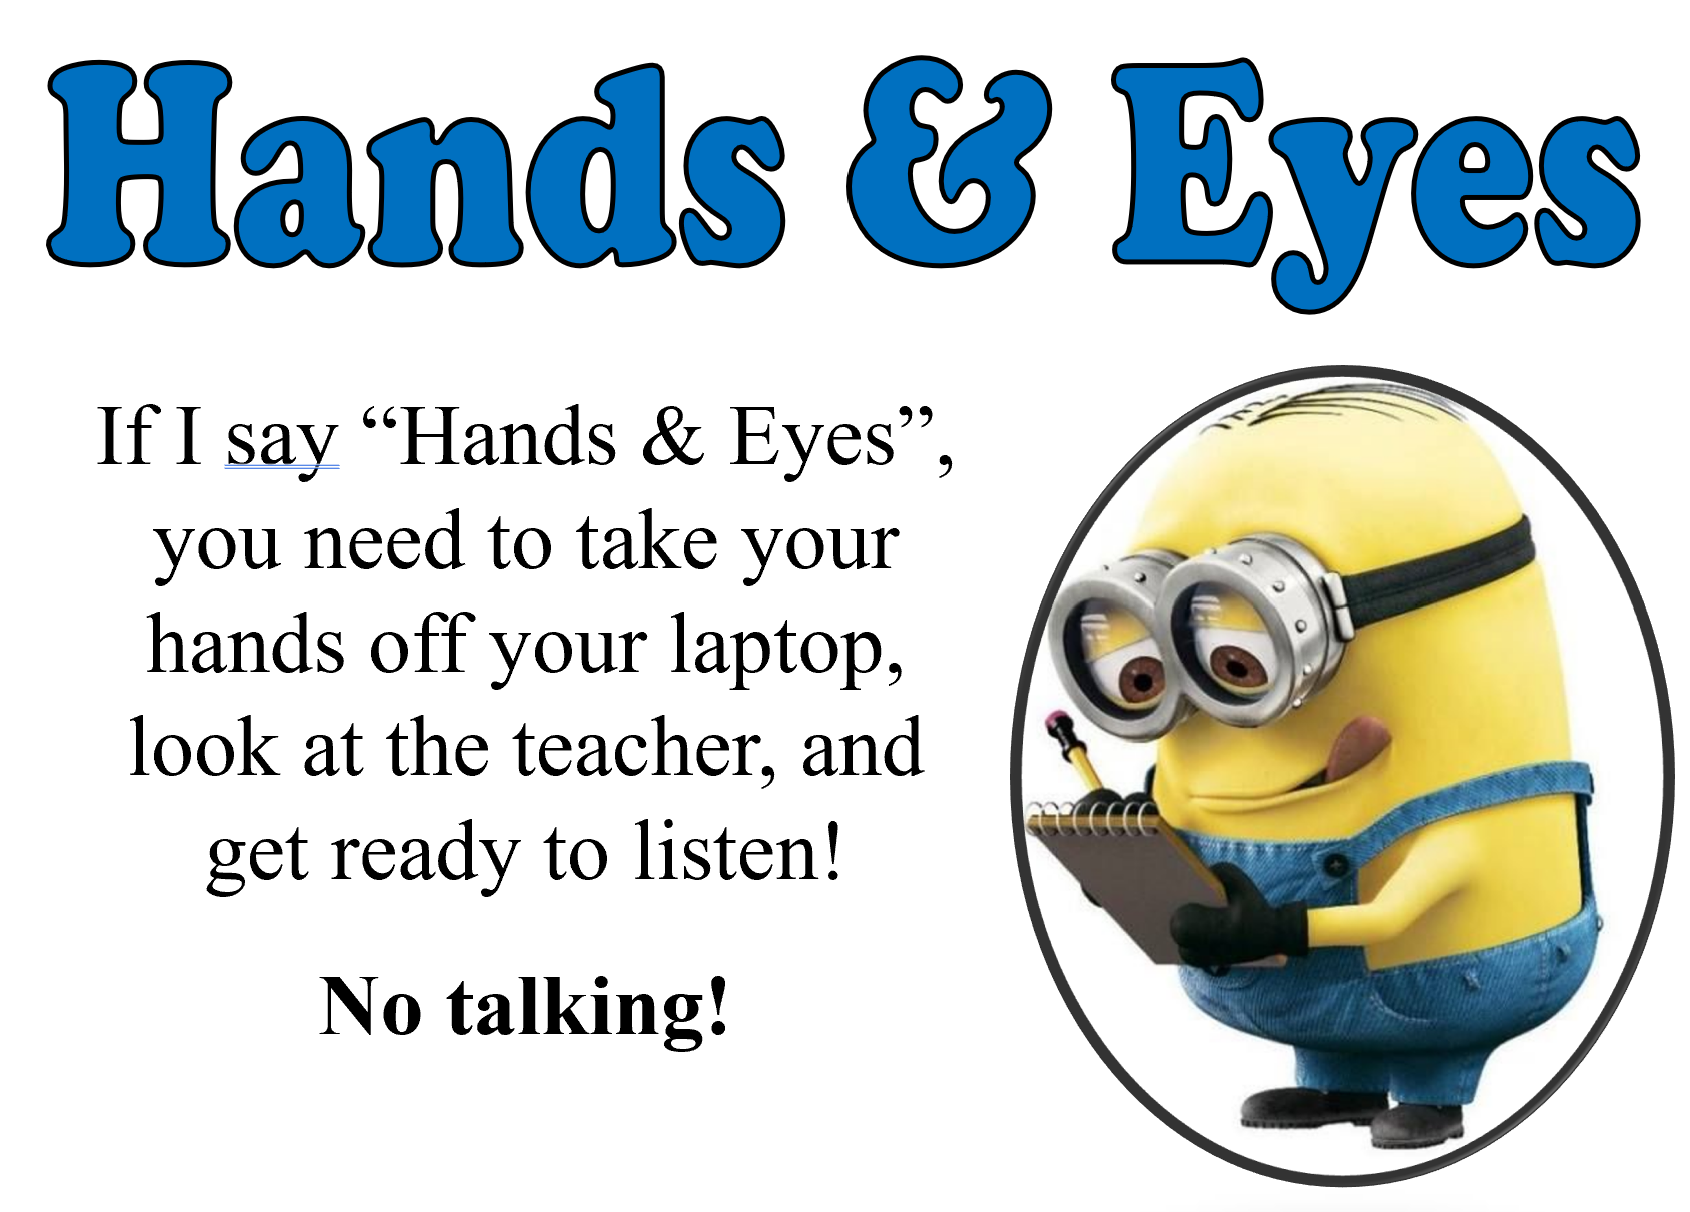 Hands & Eyes
If I say “Hands & Eyes”,
you need to take your
hands off your laptop,
look at the teacher, and
get ready to listen!
No talking!